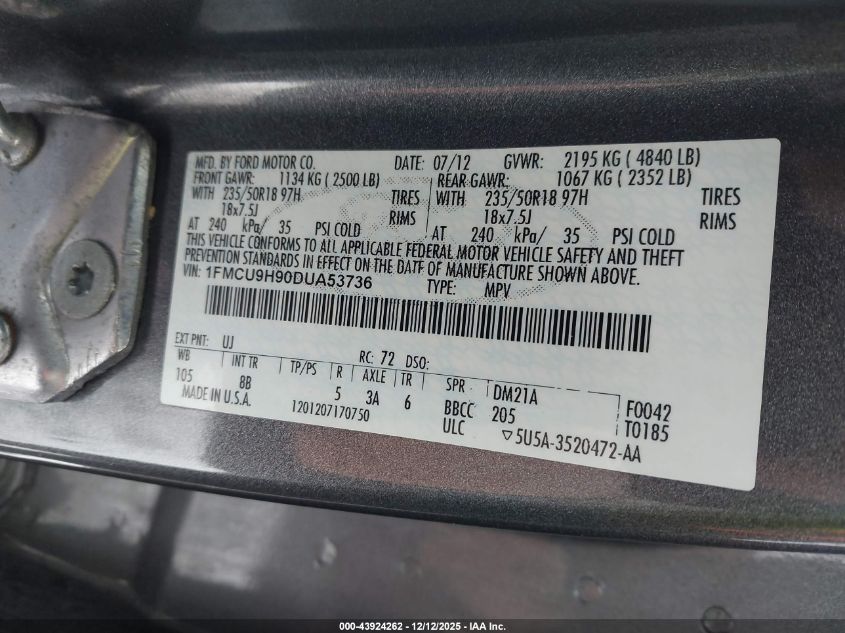 MFD. BY FORD MOTOR CO. DATE: 07/12 GVWR: 2195 KG ( 4840 LB)
FRONT GAWR: 1134 KG ( 2500 LB) REAR GAWR: 1067 KG ( 2352 LB)
WITH 235/50R18 97H TIRES WITH 235/50R18 97H TIRES
18x7.5J RIMS 18x7.5J RIMS
AT 240 kPa/ 35 PSI COLD AT 240 kPa/ 35 PSI COLD
THIS VEHICLE CONFORMS TO ALL APPLICABLE FEDERAL MOTOR VEHICLE SAFETY AND THEFT
PREVENTION STANDARDS IN EFFECT ON THE DATE OF MANUFACTURE SHOWN ABOVE.
VIN: 1FMCU9H90DUA53736 TYPE: MPV
EXT PNT: UJ RC: 72 DSO:
WB INT TR TP/PS R AXLE TR SPR DM21A
105 8B 5 3A 6 BBCC 205 F0042
MADE IN U.S.A. 1201207170750 ULC ▽5U5A-3520472-AA T0185
000-43924262 - 12/12/2025 - IAA Inc.